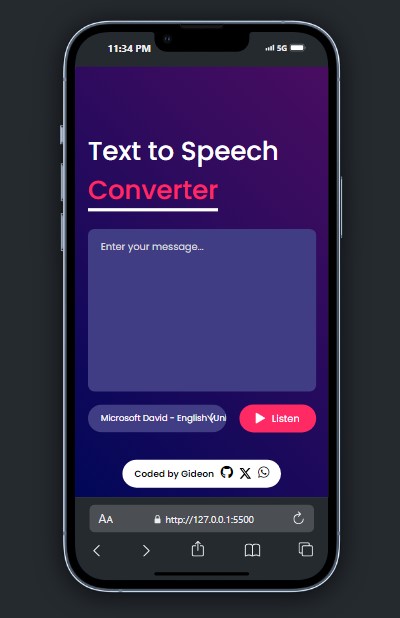 11:34 PM 5G
Text to Speech
Converter
Enter your message...
Microsoft David - English (Uni
Listen
Coded by Gideon
AA http://127.0.0.1:5500